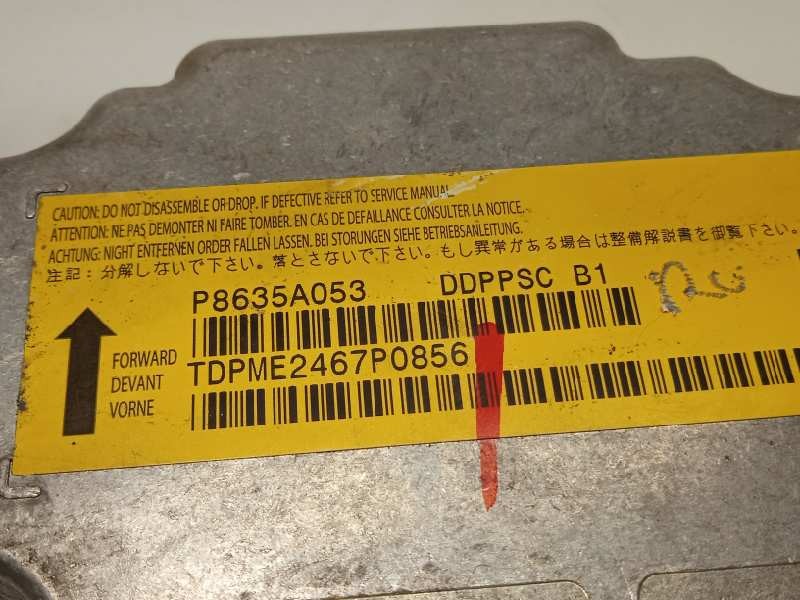 CAUTION: DO NOT DISASSEMBLE OR DROP. IF DEFECTIVE REFER TO SERVICE MANUAL.
ATTENTION: NE PAS DEMONTER NI FAIRE TOMBER. EN CAS DE DEFAILLANCE CONSULTER LA NOTICE.
ACHTUNG: NIGHT ENTFERVEN ORDER FALLEN LASSEN. BEI STORUNGEN SIEHE BETRIEBSANLEITUNG.
注記：分解しないで下さい。落とさないで下さい。もし異常がある場合は整備解説書を御覧下さい。
P8635A053 DDPPSC B1
TDPME2467P0856
FORWARD
DEVANT
VORNE